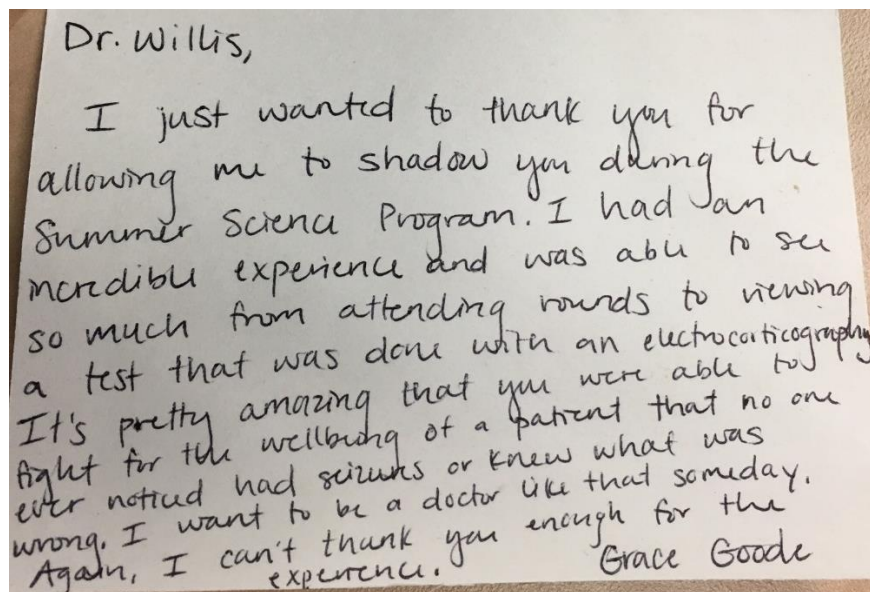 Dr. Willis,
I just wanted to thank you for
allowing me to shadow you during the
Summer Science Program. I had an
incredible experience and was able to see
so much from attending rounds to viewing
a test that was done with an electrocorticography
It's pretty amazing that you were able to
fight for the wellbeing of a patient that no one
ever noticed had seizures or knew what was
wrong. I want to be a doctor like that someday.
Again, I can't thank you enough for the
experience. Grace Goode